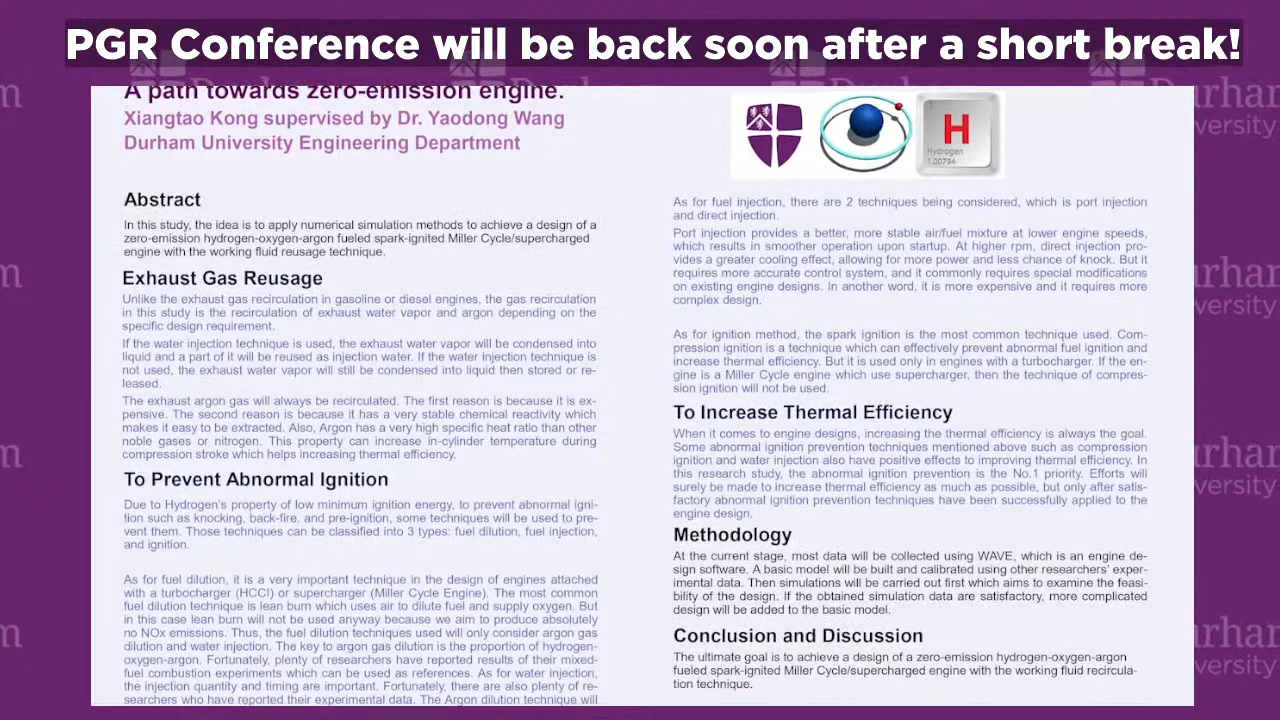 PGR Conference will be back soon after a short break!
A path towards zero-emission engine.
Xiangtao Kong supervised by Dr. Yaodong Wang
Durham University Engineering Department
Abstract
In this study, the idea is to apply numerical simulation methods to achieve a design of a
zero-emission hydrogen-oxygen-argon fueled spark-ignited Miller Cycle/supercharged
engine with the working fluid reusage technique.
Exhaust Gas Reusage
Unlike the exhaust gas recirculation in gasoline or diesel engines, the gas recirculation
in this study is the recirculation of exhaust water vapor and argon depending on the
specific design requirement.
If the water injection technique is used, the exhaust water vapor will be condensed into
liquid and a part of it will be reused as injection water. If the water injection technique is
not used, the exhaust water vapor will still be condensed into liquid then stored or re-
leased.
The exhaust argon gas will always be recirculated. The first reason is because it is ex-
pensive. The second reason is because it has a very stable chemical reactivity which
makes it easy to be extracted. Also, Argon has a very high specific heat ratio than other
noble gases or nitrogen. This property can increase in-cylinder temperature during
compression stroke which helps increasing thermal efficiency.
To Prevent Abnormal Ignition
Due to Hydrogen's property of low minimum ignition energy, to prevent abnormal igni-
tion such as knocking, back-fire, and pre-ignition, some techniques will be used to pre-
vent them. Those techniques can be classified into 3 types: fuel dilution, fuel injection,
and ignition.
As for fuel dilution, it is a very important technique in the design of engines attached
with a turbocharger (HCCI) or supercharger (Miller Cycle Engine). The most common
fuel dilution technique is lean burn which uses air to dilute fuel and supply oxygen. But
in this case lean burn will not be used anyway because we aim to produce absolutely
no NOx emissions. Thus, the fuel dilution techniques used will only consider argon gas
dilution and water injection. The key to argon gas dilution is the proportion of hydrogen-
oxygen-argon. Fortunately, plenty of researchers have reported results of their mixed-
fuel combustion experiments which can be used as references. As for water injection,
the injection quantity and timing are important. Fortunately, there are also plenty of re-
searchers who have reported their experimental data. The Argon dilution technique will
1
H
Hydrogen
1.00794
As for fuel injection, there are 2 techniques being considered, which is port injection
and direct injection.
Port injection provides a better, more stable air/fuel mixture at lower engine speeds,
which results in smoother operation upon startup. At higher rpm, direct injection pro-
vides a greater cooling effect, allowing for more power and less chance of knock. But it
requires more accurate control system, and it commonly requires special modifications
on existing engine designs. In another word, it is more expensive and it requires more
complex design.
As for ignition method, the spark ignition is the most common technique used. Com-
pression ignition is a technique which can effectively prevent abnormal fuel ignition and
increase thermal efficiency. But it is used only in engines with a turbocharger. If the en-
gine is a Miller Cycle engine which use supercharger, then the technique of compres-
sion ignition will not be used.
To Increase Thermal Efficiency
When it comes to engine designs, increasing the thermal efficiency is always the goal.
Some abnormal ignition prevention techniques mentioned above such as compression
ignition and water injection also have positive effects to improving thermal efficiency. In
this research study, the abnormal ignition prevention is the No.1 priority. Efforts will
surely be made to increase thermal efficiency as much as possible, but only after satis-
factory abnormal ignition prevention techniques have been successfully applied to the
engine design.
Methodology
At the current stage, most data will be collected using WAVE, which is an engine de-
sign software. A basic model will be built and calibrated using other researchers' exper-
imental data. Then simulations will be carried out first which aims to examine the feasi-
bility of the design. If the obtained simulation data are satisfactory, more complicated
design will be added to the basic model.
Conclusion and Discussion
The ultimate goal is to achieve a design of a zero-emission hydrogen-oxygen-argon
fueled spark-ignited Miller Cycle/supercharged engine with the working fluid recircula-
tion technique.